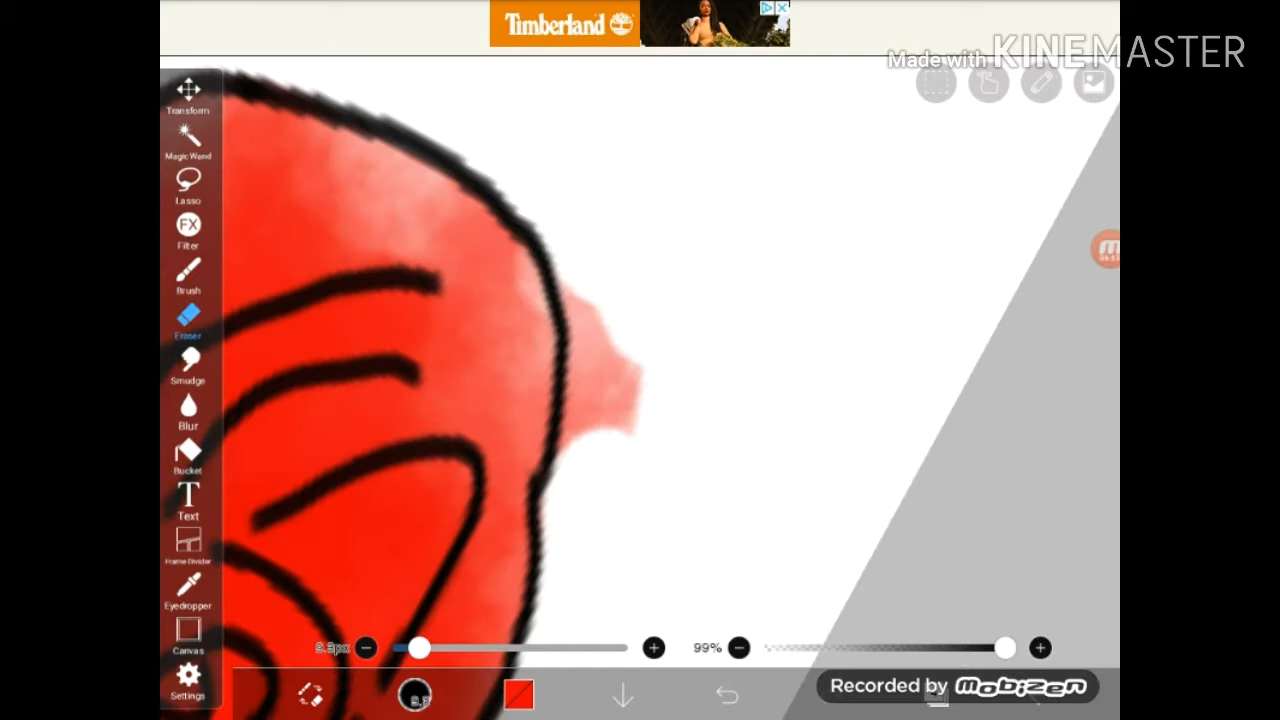 Timberland
Made with KINEMASTER
Transform
Magic Wand
Lasso
FX
Filter
Brush
Eraser
Smudge
Blur
Bucket
T
Text
Frame Divider
Eyedropper
Canvas
Settings
99%
Recorded by mobizen